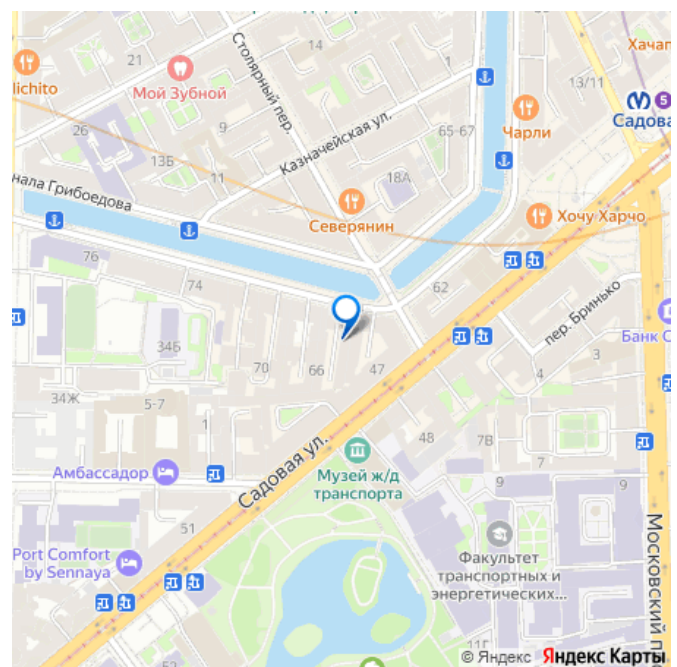 14
21
Хачап
lichito
Мой Зубной
Столярный пер.
13/11
5
Садова
26
9
65-67
Чарли
13Б
Казначейская ул.
11
18А
нала Грибоедова
Северянин
Хочу Харчо
76
74
62
пер. Бринько
34Б
Банк С
70
66
47
4
3
34Ж
5-7
1
48
7В
7
Садовая ул.
Амбассадор
Музей ж/д
транспорта
9
9
51
Port Comfort
by Sennaya
Факультет
транспортных и
энергетических...
Московский п
11Г
1
© Яндекс Яндекс Карты